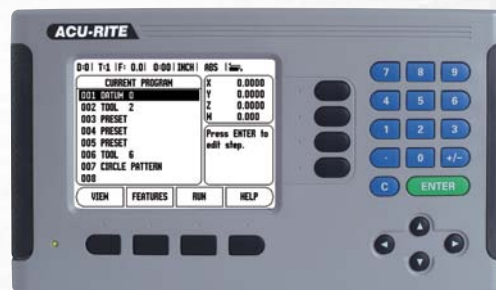 ACU-RITE
D:0| T:1 |F: 0.0| 0:00|INCH| ABS
CURRENT PROGRAM
001 DATUM 0
002 TOOL 2
003 PRESET
004 PRESET
005 PRESET
006 TOOL 6
007 CIRCLE PATTERN
008
X 0.0000
Y 0.0000
Z 0.0000
W 0.000
Press ENTER to
edit step.
VIEW FEATURES RUN HELP
7 8 9
4 5 6
1 2 3
. 0 +/-
C ENTER